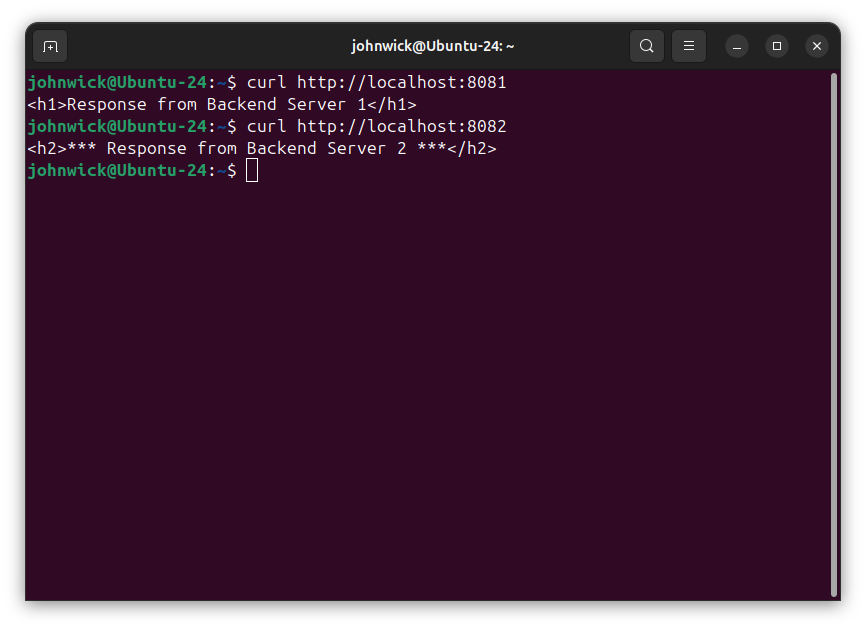 johnwick@Ubuntu-24: ~
johnwick@Ubuntu-24:~$ curl http://localhost:8081
<h1>Response from Backend Server 1</h1>
johnwick@Ubuntu-24:~$ curl http://localhost:8082
<h2>*** Response from Backend Server 2 ***</h2>
johnwick@Ubuntu-24:~$